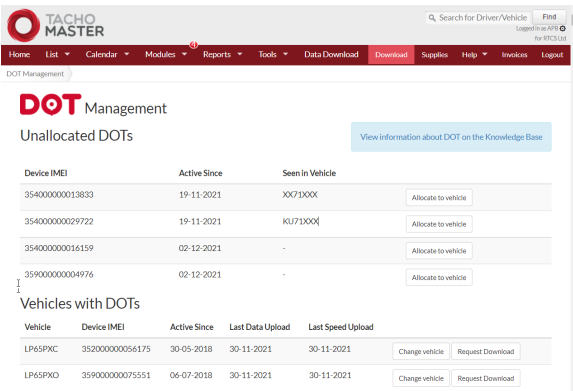 TACHO
MASTER
Search for Driver/Vehicle Find
Logged in as APB
for RTCS Ltd
Home List Calendar Modules 4 Reports Tools Data Download Download Supplies Help Invoices Logout
DOT Management
DOT Management
Unallocated DOTs
View information about DOT on the Knowledge Base
Device IMEI Active Since Seen in Vehicle
354000000013833 19-11-2021 XX71XXX Allocate to vehicle
354000000029722 19-11-2021 KU71XXX Allocate to vehicle
354000000016159 02-12-2021 - Allocate to vehicle
359000000004976 02-12-2021 - Allocate to vehicle
Vehicles with DOTs
Vehicle Device IMEI Active Since Last Data Upload Last Speed Upload
LP65PXC 352000000056175 30-05-2018 30-11-2021 30-11-2021 Change vehicle Request Download
LP65PXO 359000000075551 06-07-2018 30-11-2021 30-11-2021 Change vehicle Request Download